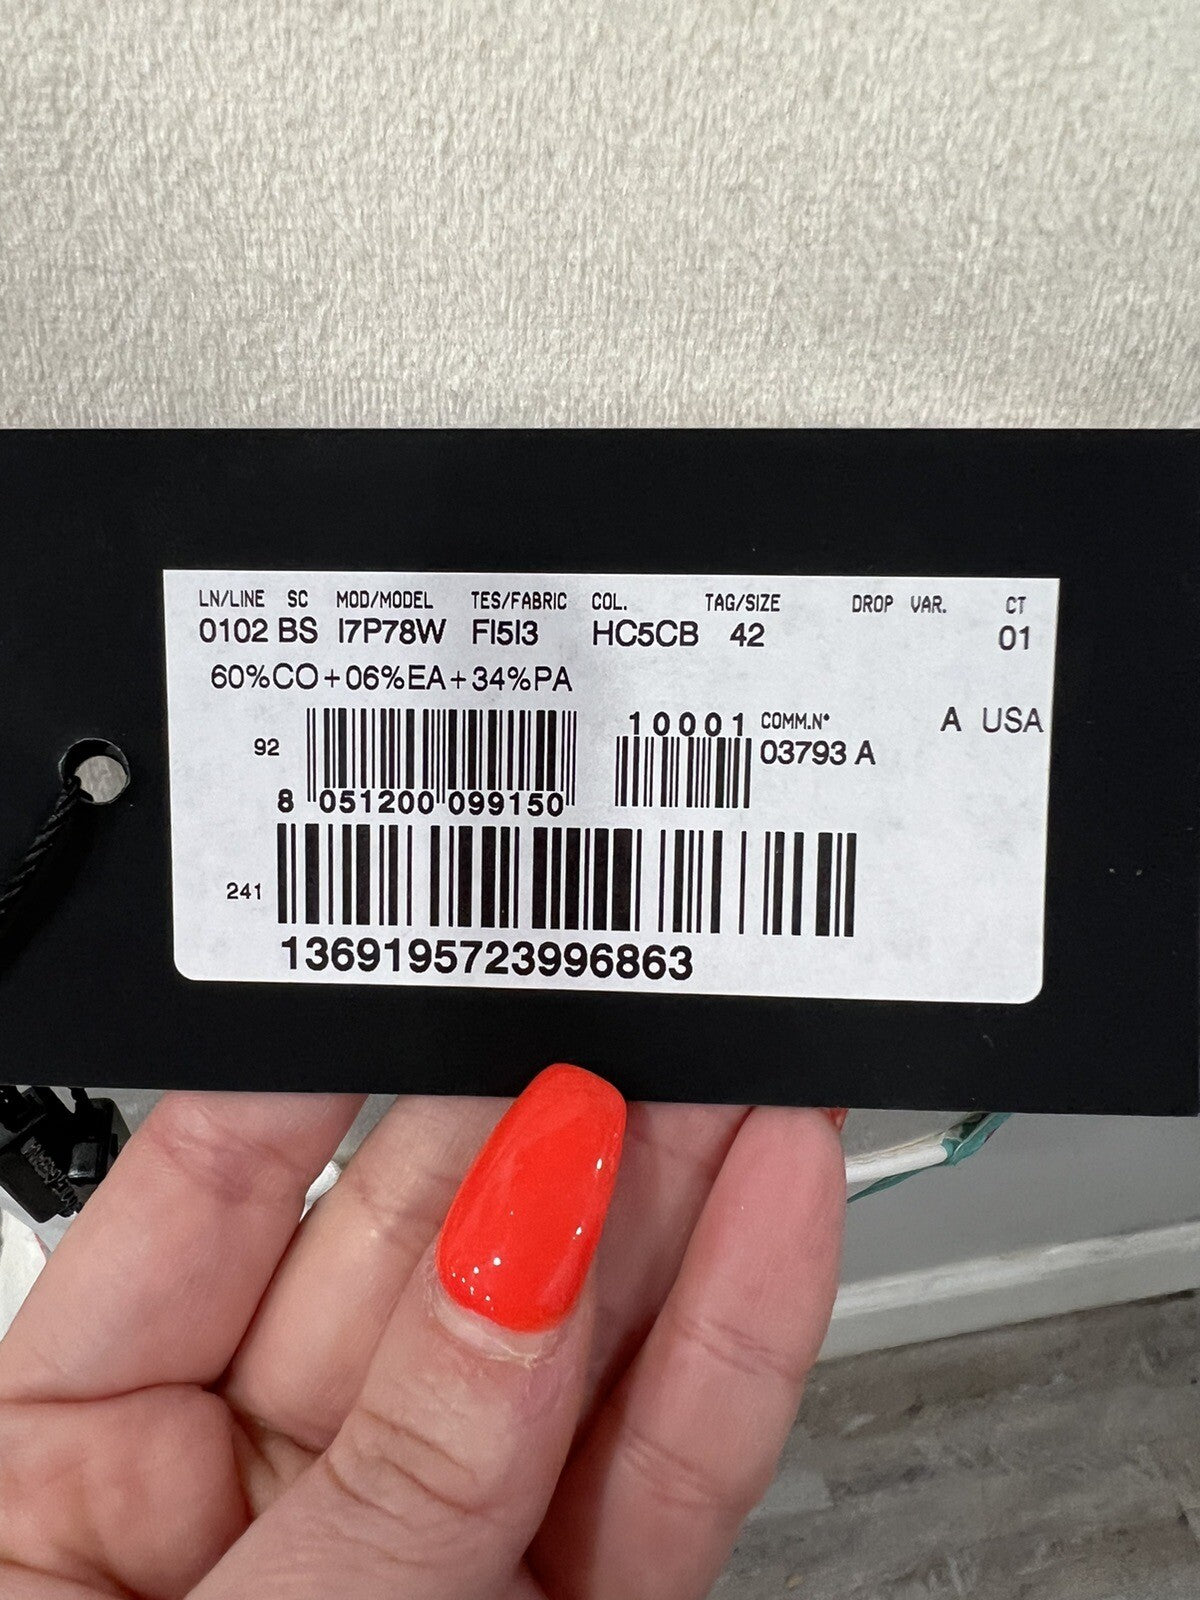 LN/LINE SC MOD/MODEL TES/FABRIC COL. TAG/SIZE DROP VAR. CT
0102 BS I7P78W FI5I3 HC5CB 42 01
60%CO+06%EA+34%PA
10001 COMM.N° A USA
92 03793 A
8 051200 099150
241
1369195723996863